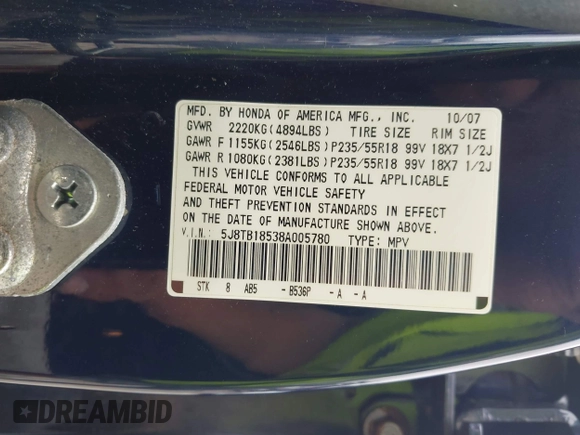 MFD. BY HONDA OF AMERICA MFG., INC. 10/07
GVWR 2220KG(4894LBS) TIRE SIZE RIM SIZE
GAWR F 1155KG(2546LBS) P235/55R18 99V 18X7 1/2J
GAWR R 1080KG(2381LBS) P235/55R18 99V 18X7 1/2J
THIS VEHICLE CONFORMS TO ALL APPLICABLE
FEDERAL MOTOR VEHICLE SAFETY
AND THEFT PREVENTION STANDARDS IN EFFECT
ON THE DATE OF MANUFACTURE SHOWN ABOVE.
V.I.N.: 5J8TB18538A005780 TYPE: MPV
STK 8 AB5 -B536P -A -A
DREAMBID